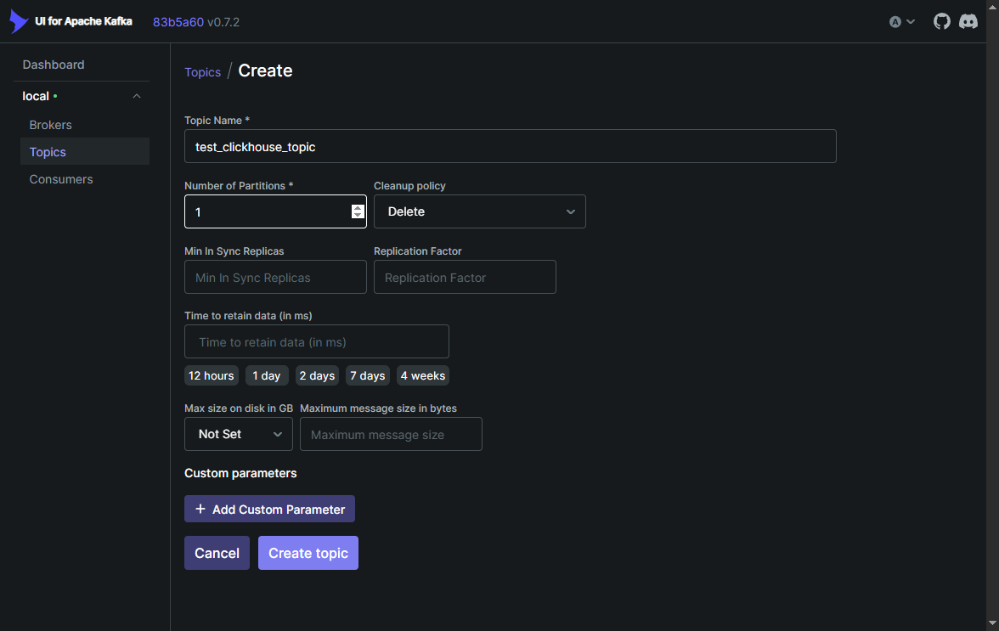 UI for Apache Kafka 83b5a60 v0.7.2 A
Dashboard
local
Brokers
Topics
Consumers
Topics / Create
Topic Name *
test_clickhouse_topic
Number of Partitions * Cleanup policy
1 Delete
Min In Sync Replicas Replication Factor
Min In Sync Replicas Replication Factor
Time to retain data (in ms)
Time to retain data (in ms)
12 hours 1 day 2 days 7 days 4 weeks
Max size on disk in GB Maximum message size in bytes
Not Set Maximum message size
Custom parameters
+ Add Custom Parameter
Cancel Create topic